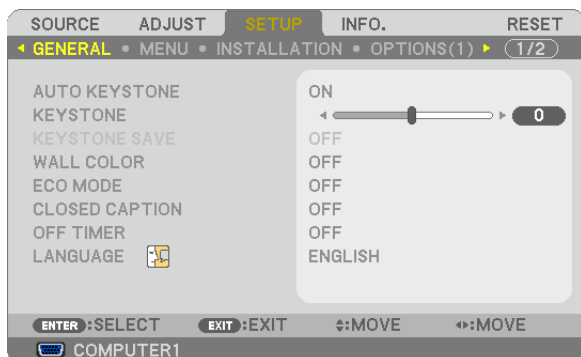 SOURCE ADJUST SETUP INFO. RESET
GENERAL • MENU • INSTALLATION • OPTIONS(1) 1/2
AUTO KEYSTONE ON
KEYSTONE 0
KEYSTONE SAVE OFF
WALL COLOR OFF
ECO MODE OFF
CLOSED CAPTION OFF
OFF TIMER OFF
LANGUAGE ENGLISH
ENTER :SELECT EXIT :EXIT :MOVE :MOVE
COMPUTER1